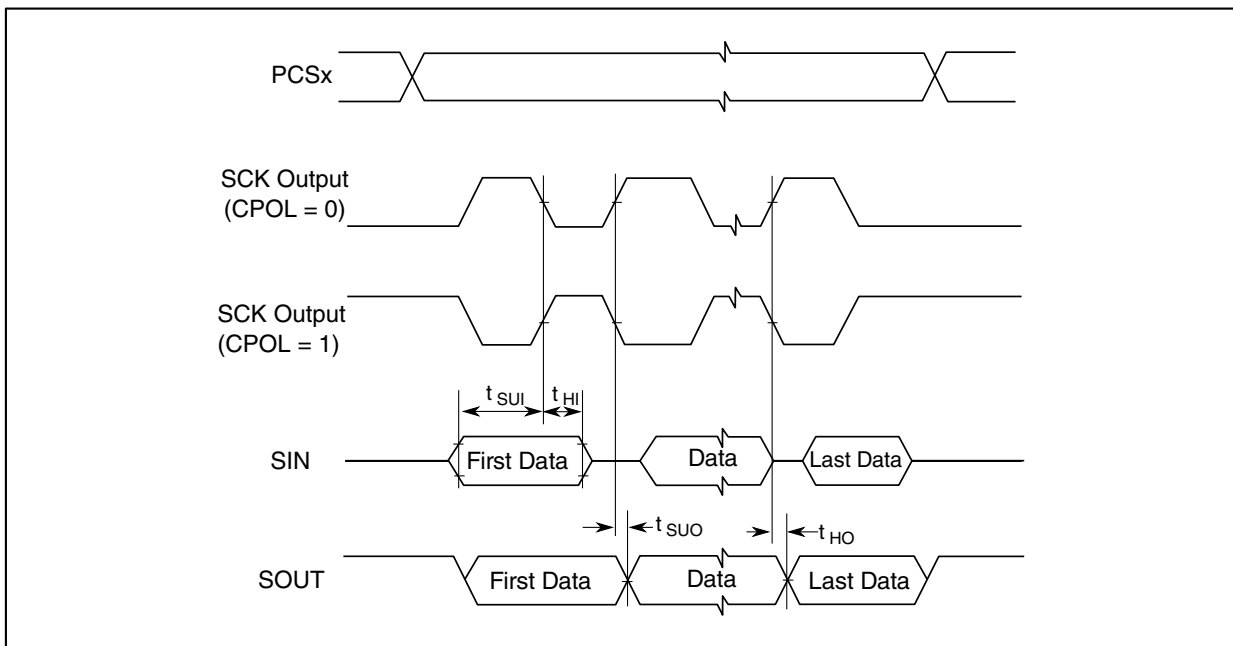 PCSx
SCK Output
(CPOL = 0)
SCK Output
(CPOL = 1)
t SUI
t HI
SIN
First Data
Data
Last Data
t SUO
t HO
SOUT
First Data
Data
Last Data